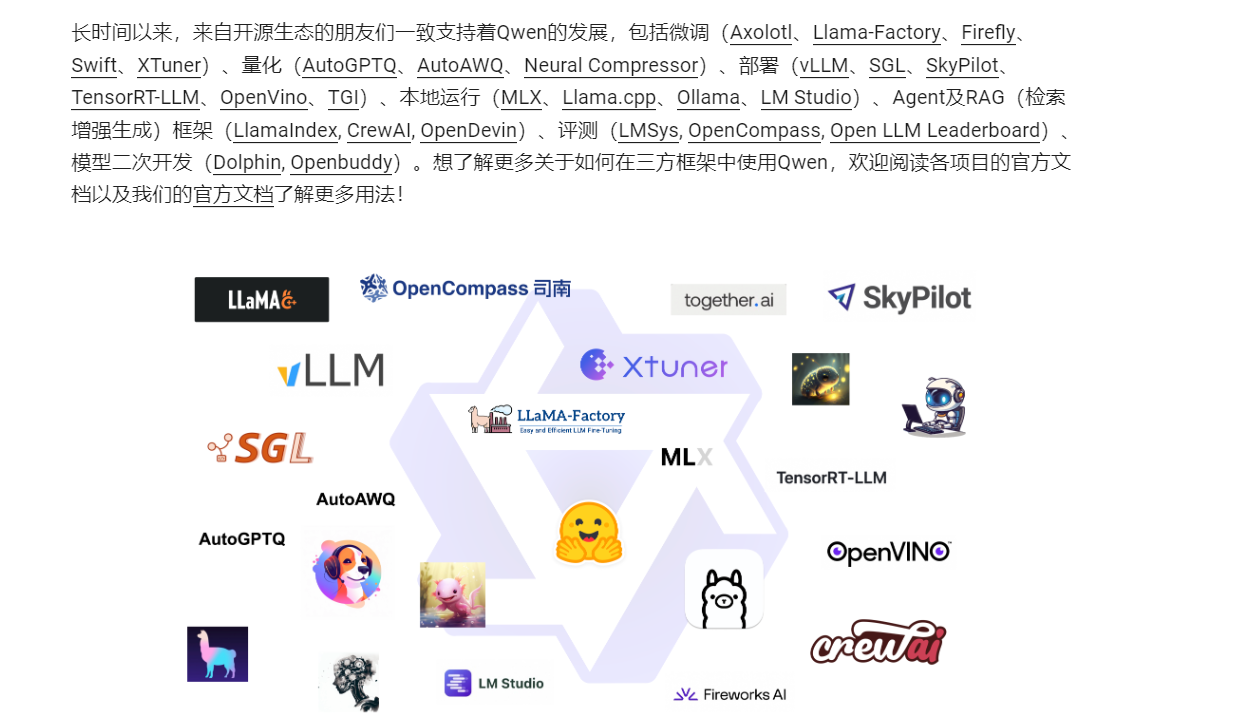 长时间以来，来自开源生态的朋友们一致支持着Qwen的发展，包括微调（Axolotl、Llama-Factory、Firefly、
Swift、XTuner）、量化（AutoGPTQ、AutoAWQ、Neural Compressor）、部署（vLLM、SGL、SkyPilot、
TensorRT-LLM、OpenVino、TGI）、本地运行（MLX、Llama.cpp、Ollama、LM Studio）、Agent及RAG（检索
增强生成）框架（LlamaIndex, CrewAI, OpenDevin）、评测（LMSys, OpenCompass, Open LLM Leaderboard）、
模型二次开发（Dolphin, Openbuddy）。想了解更多关于如何在三方框架中使用Qwen，欢迎阅读各项目的官方文
档以及我们的官方文档了解更多用法！
LLaMA C++
OpenCompass 司南
together.ai
SkyPilot
vLLM
Xtuner
LLaMA-Factory
Easy and Efficient LLM Fine-Tuning
SGL
MLX
TensorRT-LLM
AutoAWQ
AutoGPTQ
OpenVINO™
crewai
LM Studio
Fireworks AI